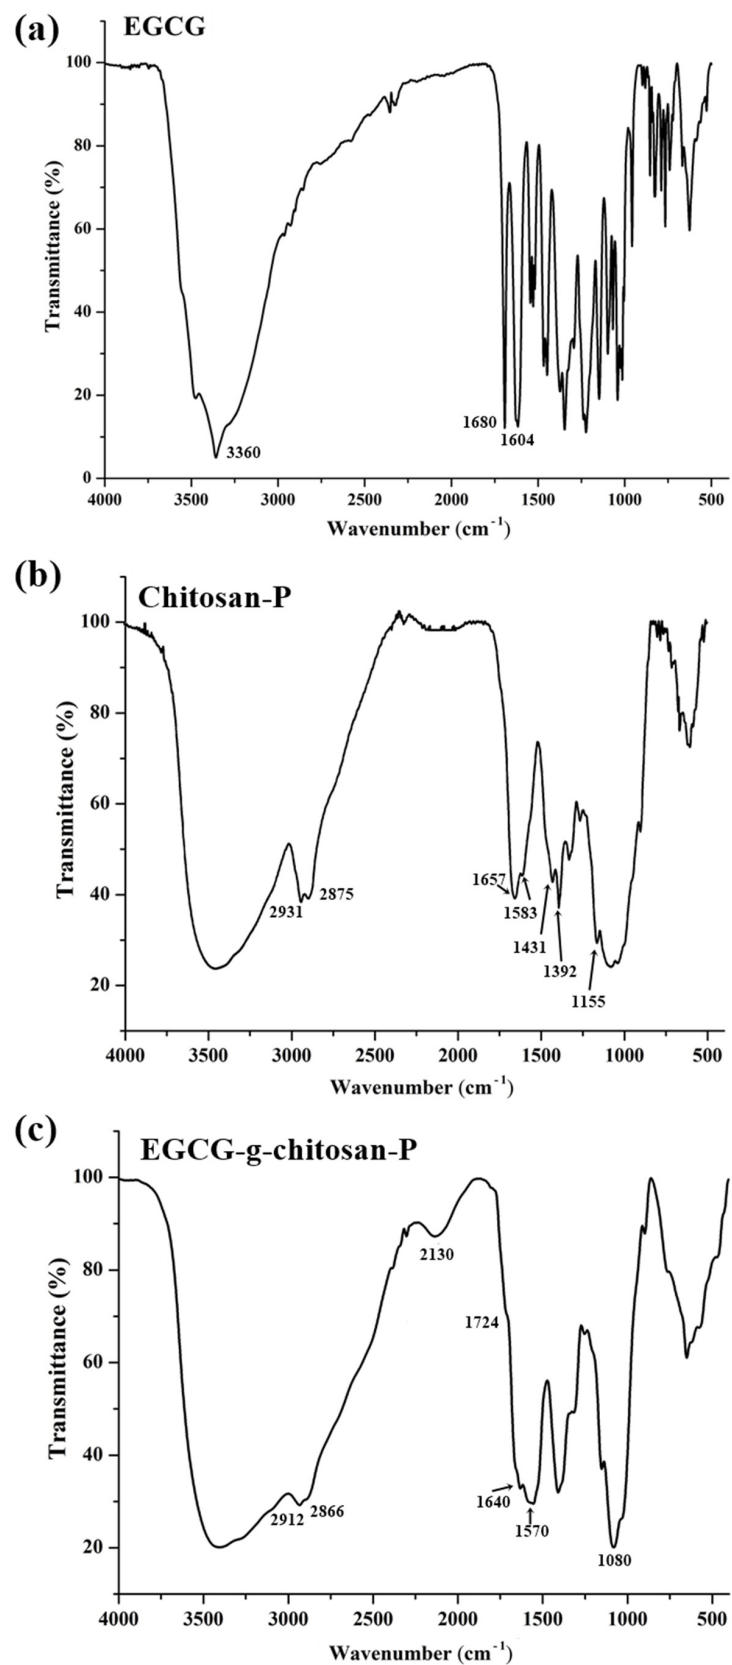 (a) EGCG
100
80
60
40
20
0
Transmittance (%)
1680
1604
3360
4000 3500 3000 2500 2000 1500 1000 500
Wavenumber (cm⁻¹)
(b) Chitosan-P
100
80
60
40
20
Transmittance (%)
2931
2875
1657
1583
1431
1392
1155
4000 3500 3000 2500 2000 1500 1000 500
Wavenumber (cm⁻¹)
(c) EGCG-g-chitosan-P
100
80
60
40
20
Transmittance (%)
2130
1724
2912
2866
1640
1570
1080
4000 3500 3000 2500 2000 1500 1000 500
Wavenumber (cm⁻¹)